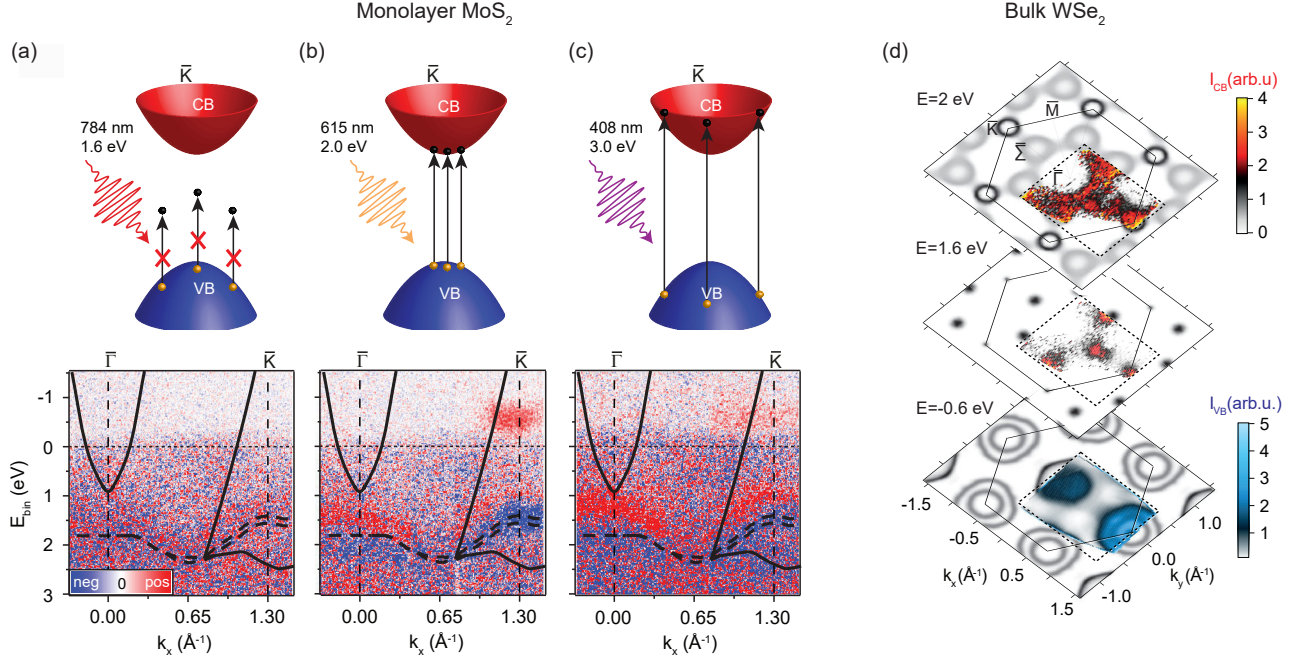 Monolayer MoS₂
Bulk WSe₂
(a)
K̅
CB
784 nm
1.6 eV
VB
(b)
K̅
CB
615 nm
2.0 eV
VB
(c)
K̅
CB
408 nm
3.0 eV
VB
(d)
I_CB(arb.u)
4
3
2
1
0
E=2 eV
M̅
K̅
Σ̅
Γ̅
E=1.6 eV
E=-0.6 eV
I_VB(arb.u.)
5
4
3
2
1
-1.5
-0.5
0.5
1.5
kₓ(Å⁻¹)
1.0
0.0
-1.0
k_y(Å⁻¹)
Γ̅ K̅
Γ̅ K̅
Γ̅ K̅
-1
0
1
2
3
E_bin (eV)
neg 0 pos
0.00 0.65 1.30
kₓ (Å⁻¹)
0.00 0.65 1.30
kₓ (Å⁻¹)
0.00 0.65 1.30
kₓ (Å⁻¹)